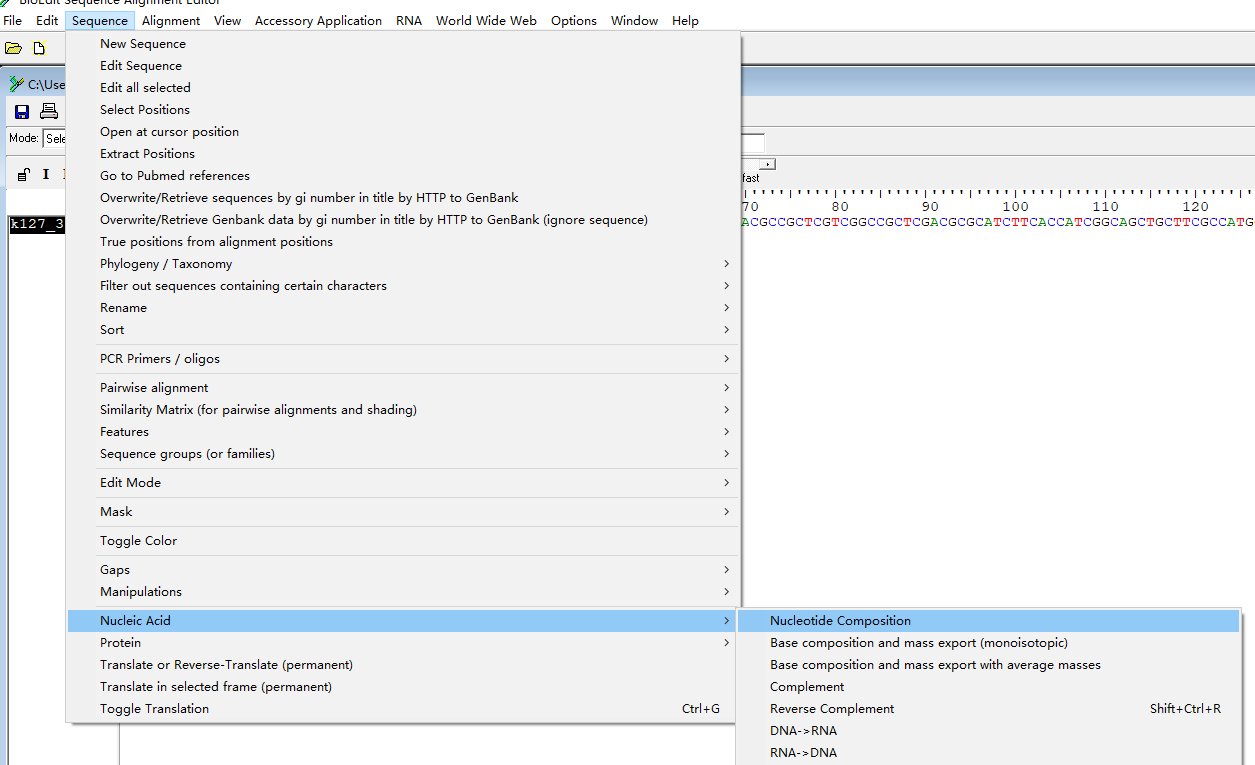 BioEdit Sequence Alignment Editor
File Edit Sequence Alignment View Accessory Application RNA World Wide Web Options Window Help
New Sequence
Edit Sequence
Edit all selected
Select Positions
Open at cursor position
Extract Positions
Go to Pubmed references
Overwrite/Retrieve sequences by gi number in title by HTTP to GenBank
Overwrite/Retrieve Genbank data by gi number in title by HTTP to GenBank (ignore sequence)
True positions from alignment positions
Phylogeny / Taxonomy
Filter out sequences containing certain characters
Rename
Sort
PCR Primers / oligos
Pairwise alignment
Similarity Matrix (for pairwise alignments and shading)
Features
Sequence groups (or families)
Edit Mode
Mask
Toggle Color
Gaps
Manipulations
Nucleic Acid
Protein
Translate or Reverse-Translate (permanent)
Translate in selected frame (permanent)
Toggle Translation Ctrl+G
Nucleotide Composition
Base composition and mass export (monoisotopic)
Base composition and mass export with average masses
Complement
Reverse Complement Shift+Ctrl+R
DNA->RNA
RNA->DNA
C:\Use
Mode: Sele
I
fast
70 80 90 100 110 120
k127_3
ACGCCGCTCGTCGGCCGCTCGACGCGCATCTTCACCATCGGCAGCTGCTTCGCCATG